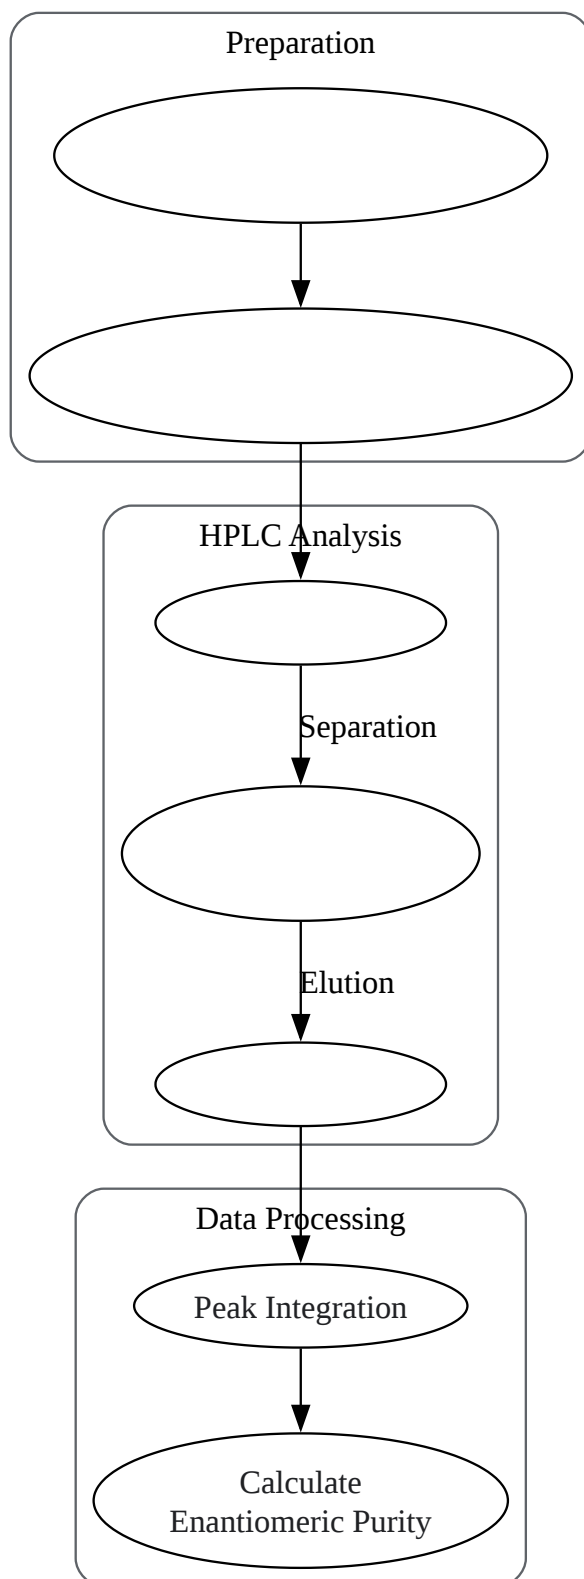 Preparation
HPLC Analysis
Separation
Elution
Data Processing
Peak Integration
Calculate
Enantiomeric Purity